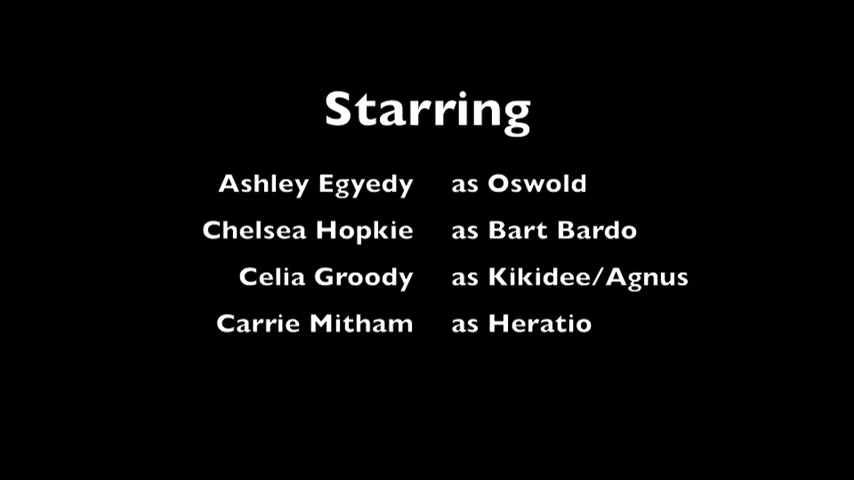 Starring
Ashley Egyedy as Oswold
Chelsea Hopkie as Bart Bardo
Celia Groody as Kikidee/Agnus
Carrie Mitham as Heratio